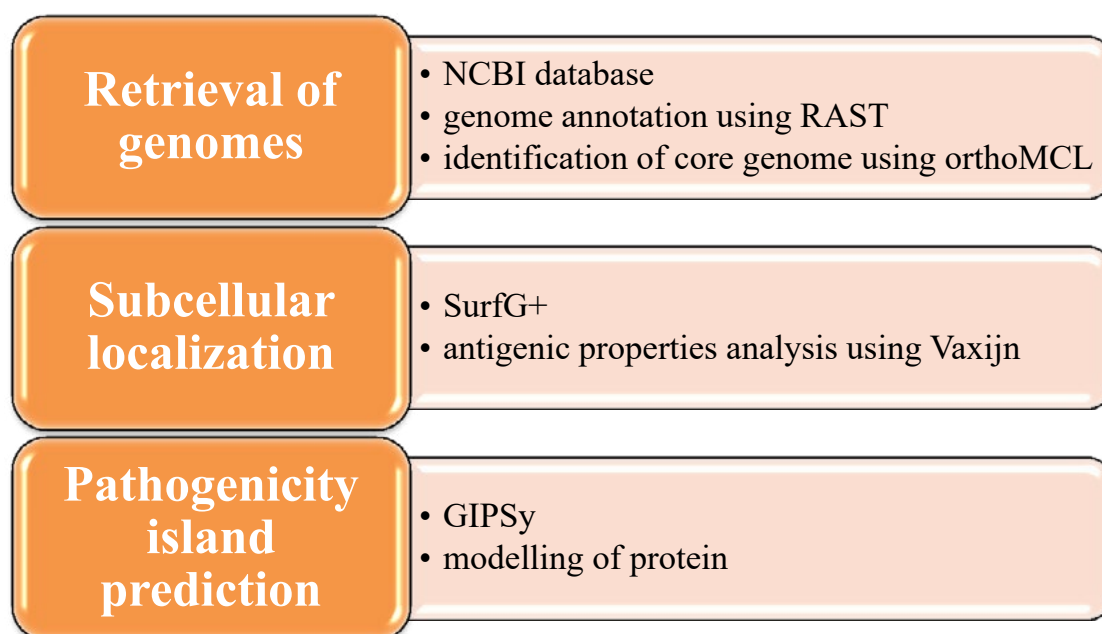 Retrieval of
genomes
• NCBI database
• genome annotation using RAST
• identification of core genome using orthoMCL
Subcellular
localization
• SurfG+
• antigenic properties analysis using Vaxijn
Pathogenicity
island
prediction
• GIPSy
• modelling of protein